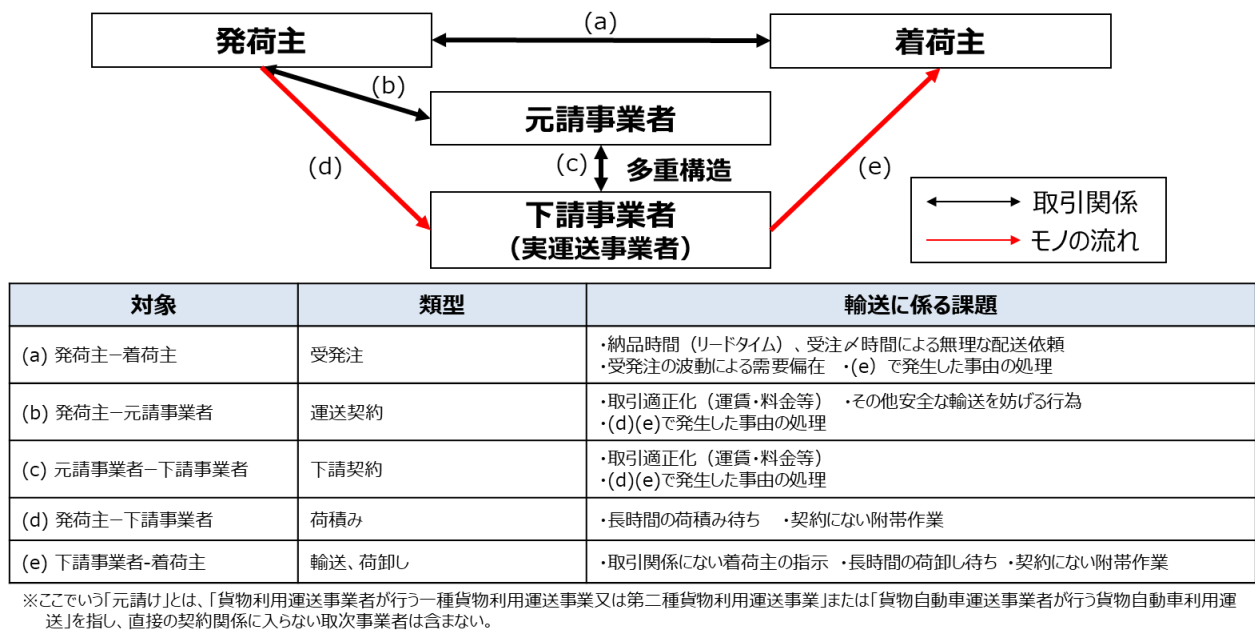 (a)
発荷主
着荷主
(b)
元請事業者
(c)
多重構造
(d)
(e)
下請事業者
（実運送事業者）
取引関係
モノの流れ
対象 類型 輸送に係る課題
(a) 発荷主－着荷主 受発注
・納品時間（リードタイム）、受注〆時間による無理な配送依頼
・受発注の波動による需要偏在 ・(e) で発生した事由の処理
(b) 発荷主－元請事業者 運送契約
・取引適正化（運賃・料金等） ・その他安全な輸送を妨げる行為
・(d)(e)で発生した事由の処理
(c) 元請事業者－下請事業者 下請契約
・取引適正化（運賃・料金等）
・(d)(e)で発生した事由の処理
(d) 発荷主－下請事業者 荷積み ・長時間の荷積み待ち ・契約にない附帯作業
(e) 下請事業者-着荷主 輸送、荷卸し ・取引関係にない着荷主の指示 ・長時間の荷卸し待ち ・契約にない附帯作業
※ここでいう「元請け」とは、「貨物利用運送事業者が行う一種貨物利用運送事業又は第二種貨物利用運送事業」または「貨物自動車運送事業者が行う貨物自動車利用運
送」を指し、直接の契約関係に入らない取次事業者は含まない。